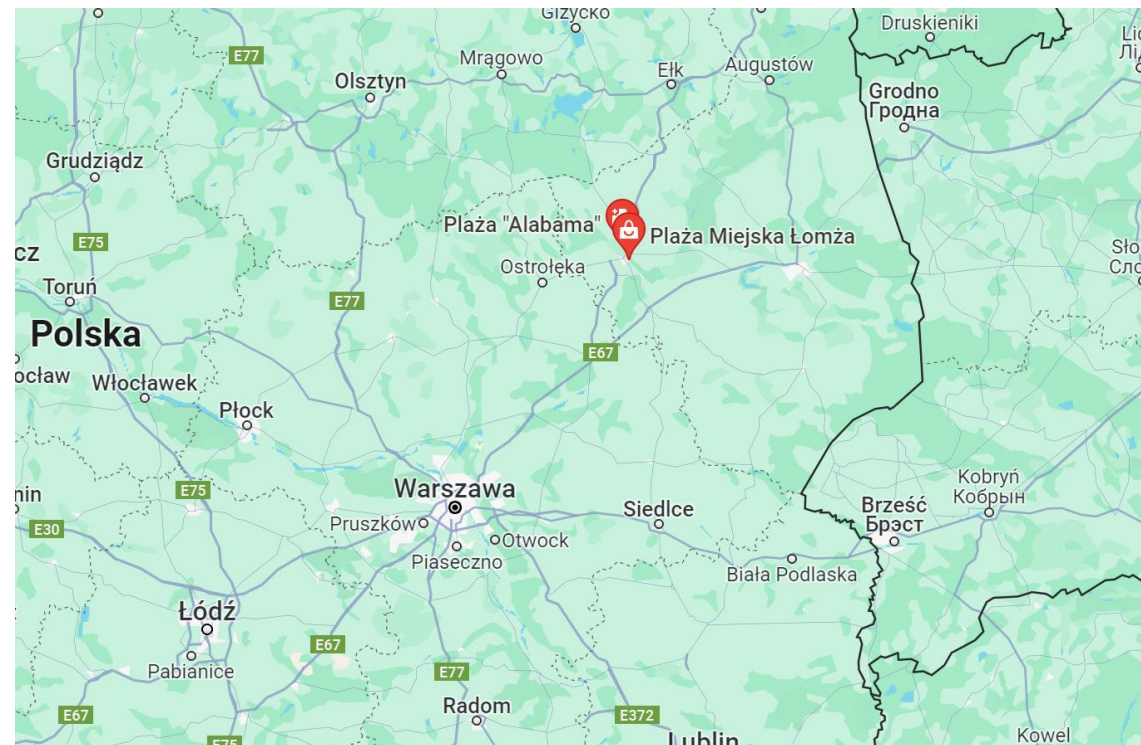 Giżycko
Druskieniki
E77
Mrągowo
Ełk
Augustów
Olsztyn
Grodno
Гродна
Grudziądz
Plaża "Alabama"
Plaża Miejska Łomża
E75
Ostrołęka
Toruń
E77
Polska
E67
Włocławek
Płock
Warszawa
Siedlce
Kobryń
Кобрын
E75
Brześć
Брэст
E30
Pruszków
Otwock
Piaseczno
Biała Podlaska
Łódź
E67
Pabianice
E77
Radom
E67
E372
Lublin
Kowel
E75